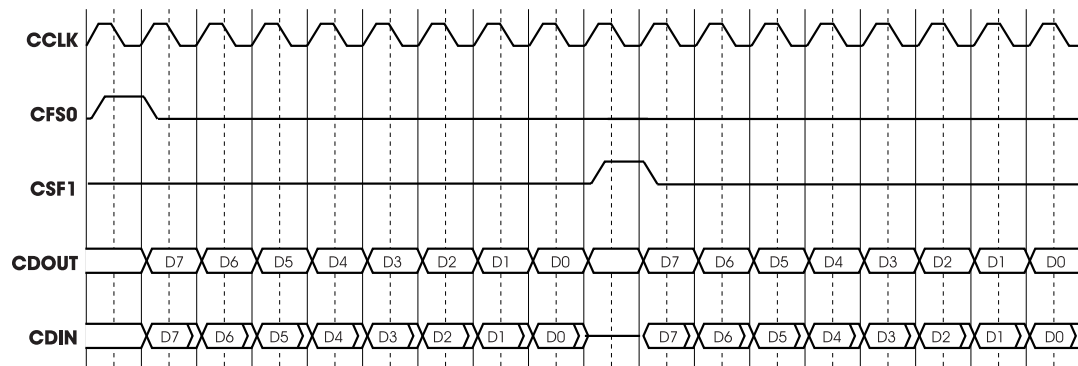 CCLK
CFS0
CSF1
CDOUT D7 D6 D5 D4 D3 D2 D1 D0 D7 D6 D5 D4 D3 D2 D1 D0
CDIN D7 D6 D5 D4 D3 D2 D1 D0 D7 D6 D5 D4 D3 D2 D1 D0